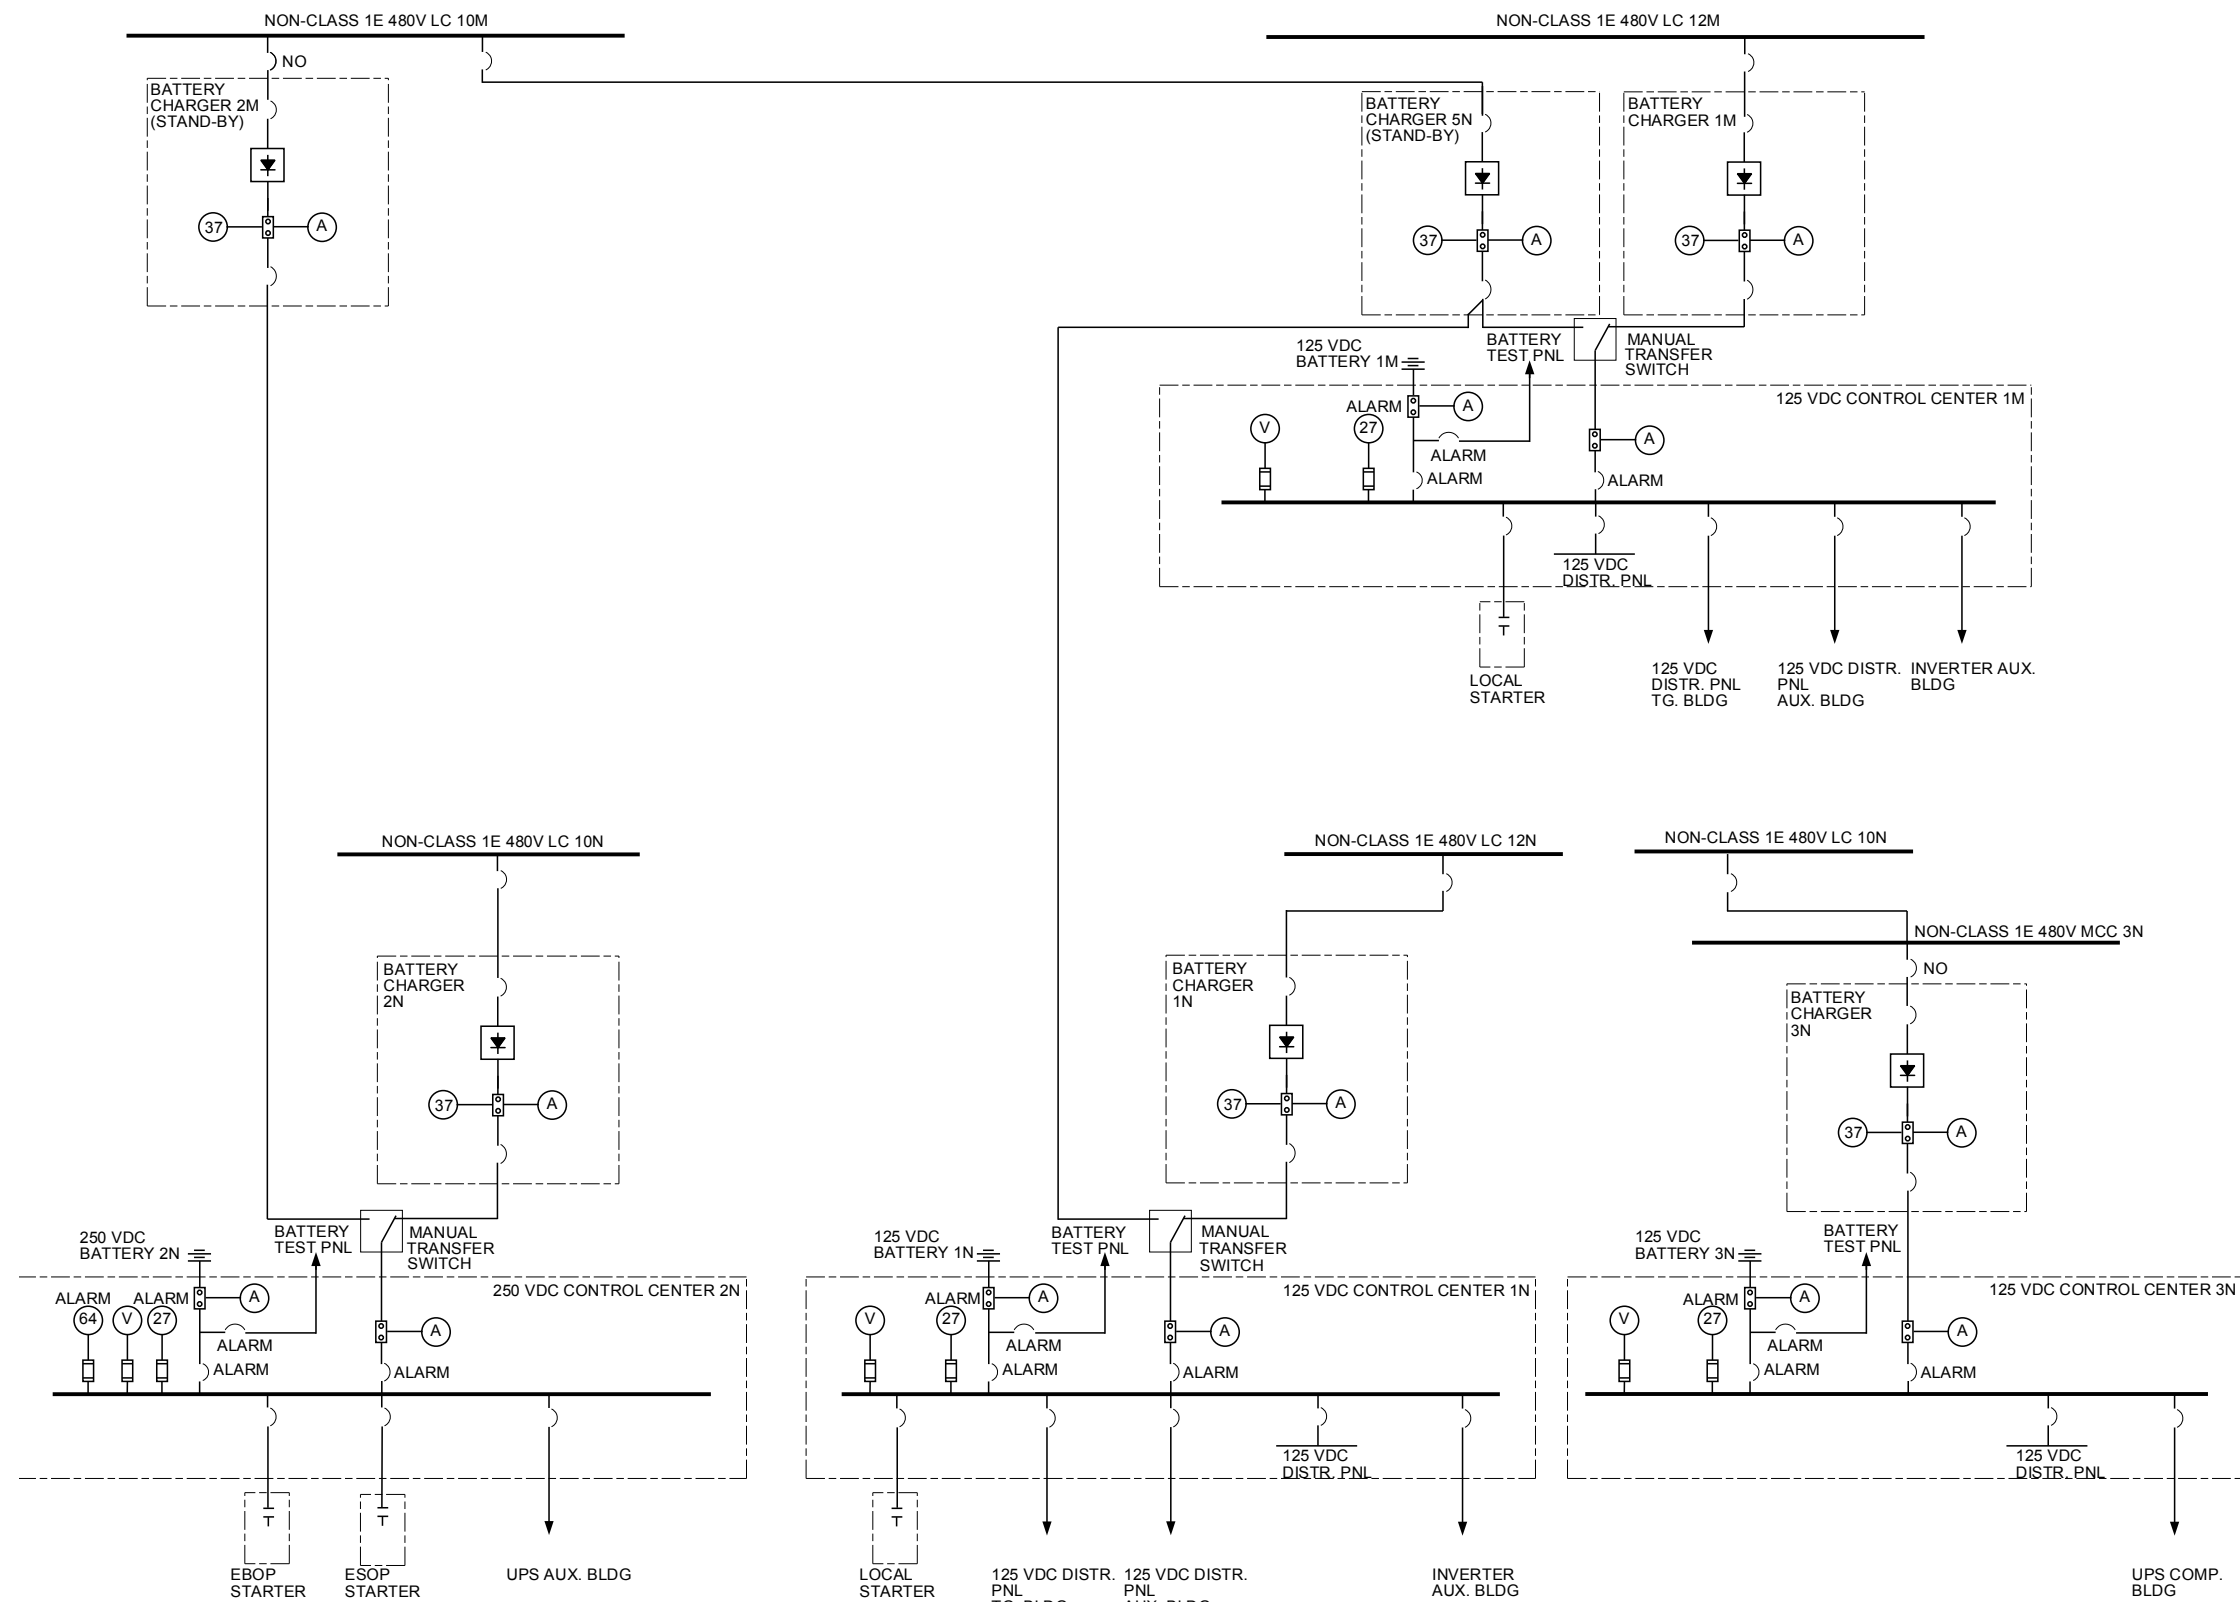 NON-CLASS 1E 480V LC 10M
NON-CLASS 1E 480V LC 12M
NO
BATTERY
CHARGER 2M
(STAND-BY)
37
A
BATTERY
CHARGER 5N
(STAND-BY)
37
A
BATTERY
CHARGER 1M
37
A
125 VDC
BATTERY 1M
BATTERY
TEST PNL
MANUAL
TRANSFER
SWITCH
125 VDC CONTROL CENTER 1M
ALARM
A
V
27
A
ALARM
ALARM
ALARM
125 VDC
DISTR. PNL
LOCAL
STARTER
125 VDC
DISTR. PNL
TG. BLDG
125 VDC DISTR.
PNL
AUX. BLDG
INVERTER AUX.
BLDG
NON-CLASS 1E 480V LC 10N
NON-CLASS 1E 480V LC 12N
NON-CLASS 1E 480V LC 10N
NON-CLASS 1E 480V MCC 3N
NO
BATTERY
CHARGER
2N
37
A
BATTERY
CHARGER
1N
37
A
BATTERY
CHARGER
3N
37
A
250 VDC
BATTERY 2N
BATTERY
TEST PNL
MANUAL
TRANSFER
SWITCH
250 VDC CONTROL CENTER 2N
ALARM
ALARM
A
64
V
27
A
ALARM
ALARM
ALARM
EBOP
STARTER
ESOP
STARTER
UPS AUX. BLDG
125 VDC
BATTERY 1N
BATTERY
TEST PNL
MANUAL
TRANSFER
SWITCH
125 VDC CONTROL CENTER 1N
ALARM
A
V
27
A
ALARM
ALARM
ALARM
125 VDC
DISTR. PNL
LOCAL
STARTER
125 VDC DISTR.
PNL
TG. BLDG
125 VDC DISTR.
PNL
AUX. BLDG
INVERTER
AUX. BLDG
125 VDC
BATTERY 3N
BATTERY
TEST PNL
125 VDC CONTROL CENTER 3N
ALARM
A
V
27
A
ALARM
ALARM
ALARM
125 VDC
DISTR. PNL
UPS COMP.
BLDG